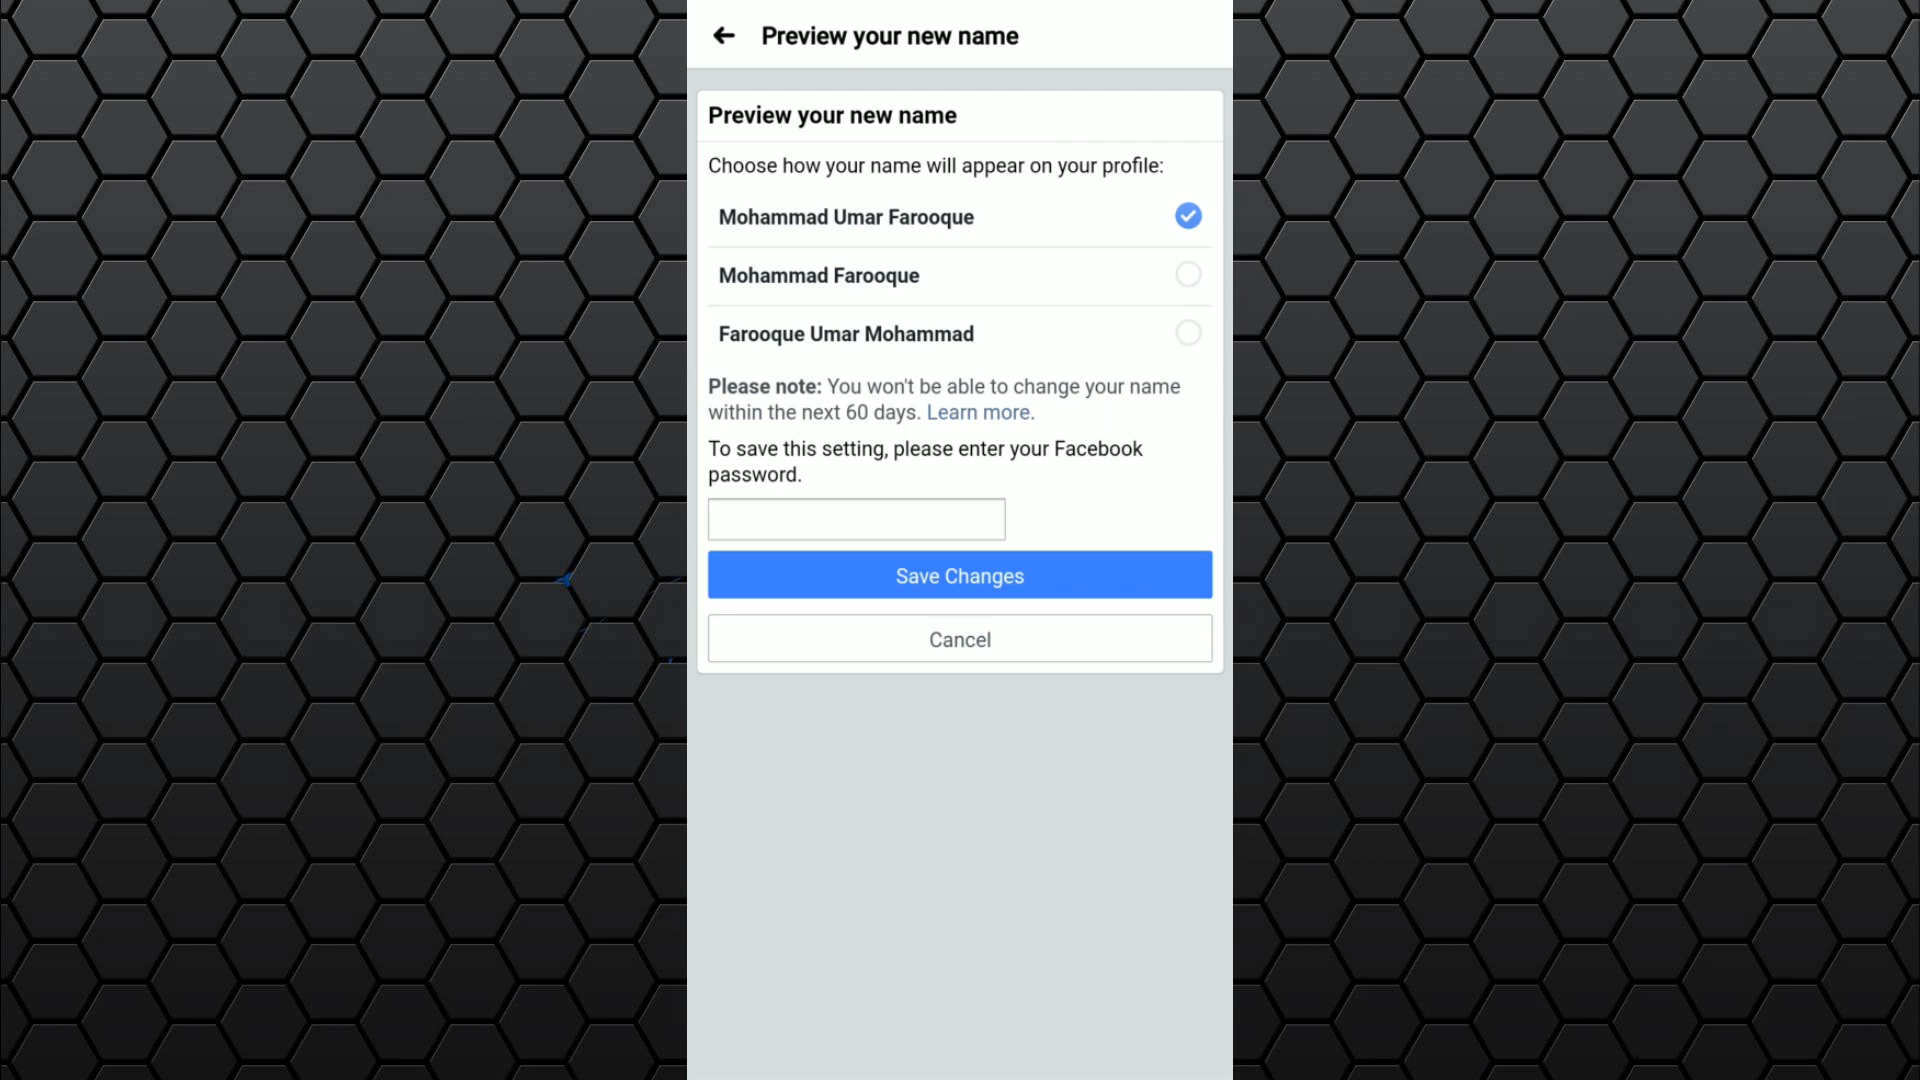 Preview your new name
Preview your new name
Choose how your name will appear on your profile:
Mohammad Umar Farooque
Mohammad Farooque
Farooque Umar Mohammad
Please note: You won't be able to change your name
within the next 60 days. Learn more.
To save this setting, please enter your Facebook
password.
Save Changes
Cancel